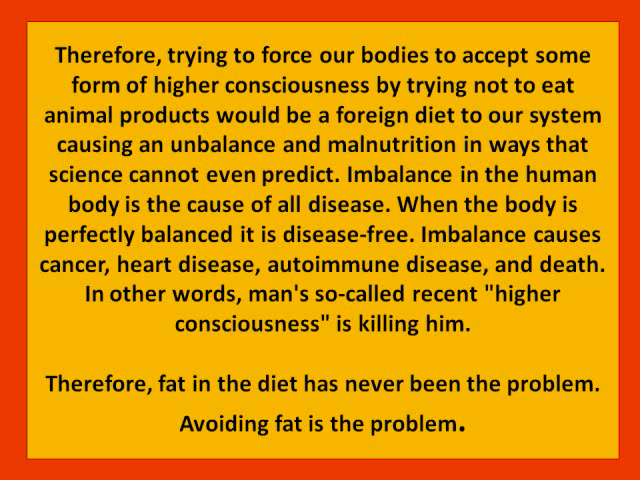 Therefore, trying to force our bodies to accept some
form of higher consciousness by trying not to eat
animal products would be a foreign diet to our system
causing an unbalance and malnutrition in ways that
science cannot even predict. Imbalance in the human
body is the cause of all disease. When the body is
perfectly balanced it is disease-free. Imbalance causes
cancer, heart disease, autoimmune disease, and death.
In other words, man's so-called recent "higher
consciousness" is killing him.
Therefore, fat in the diet has never been the problem.
Avoiding fat is the problem.